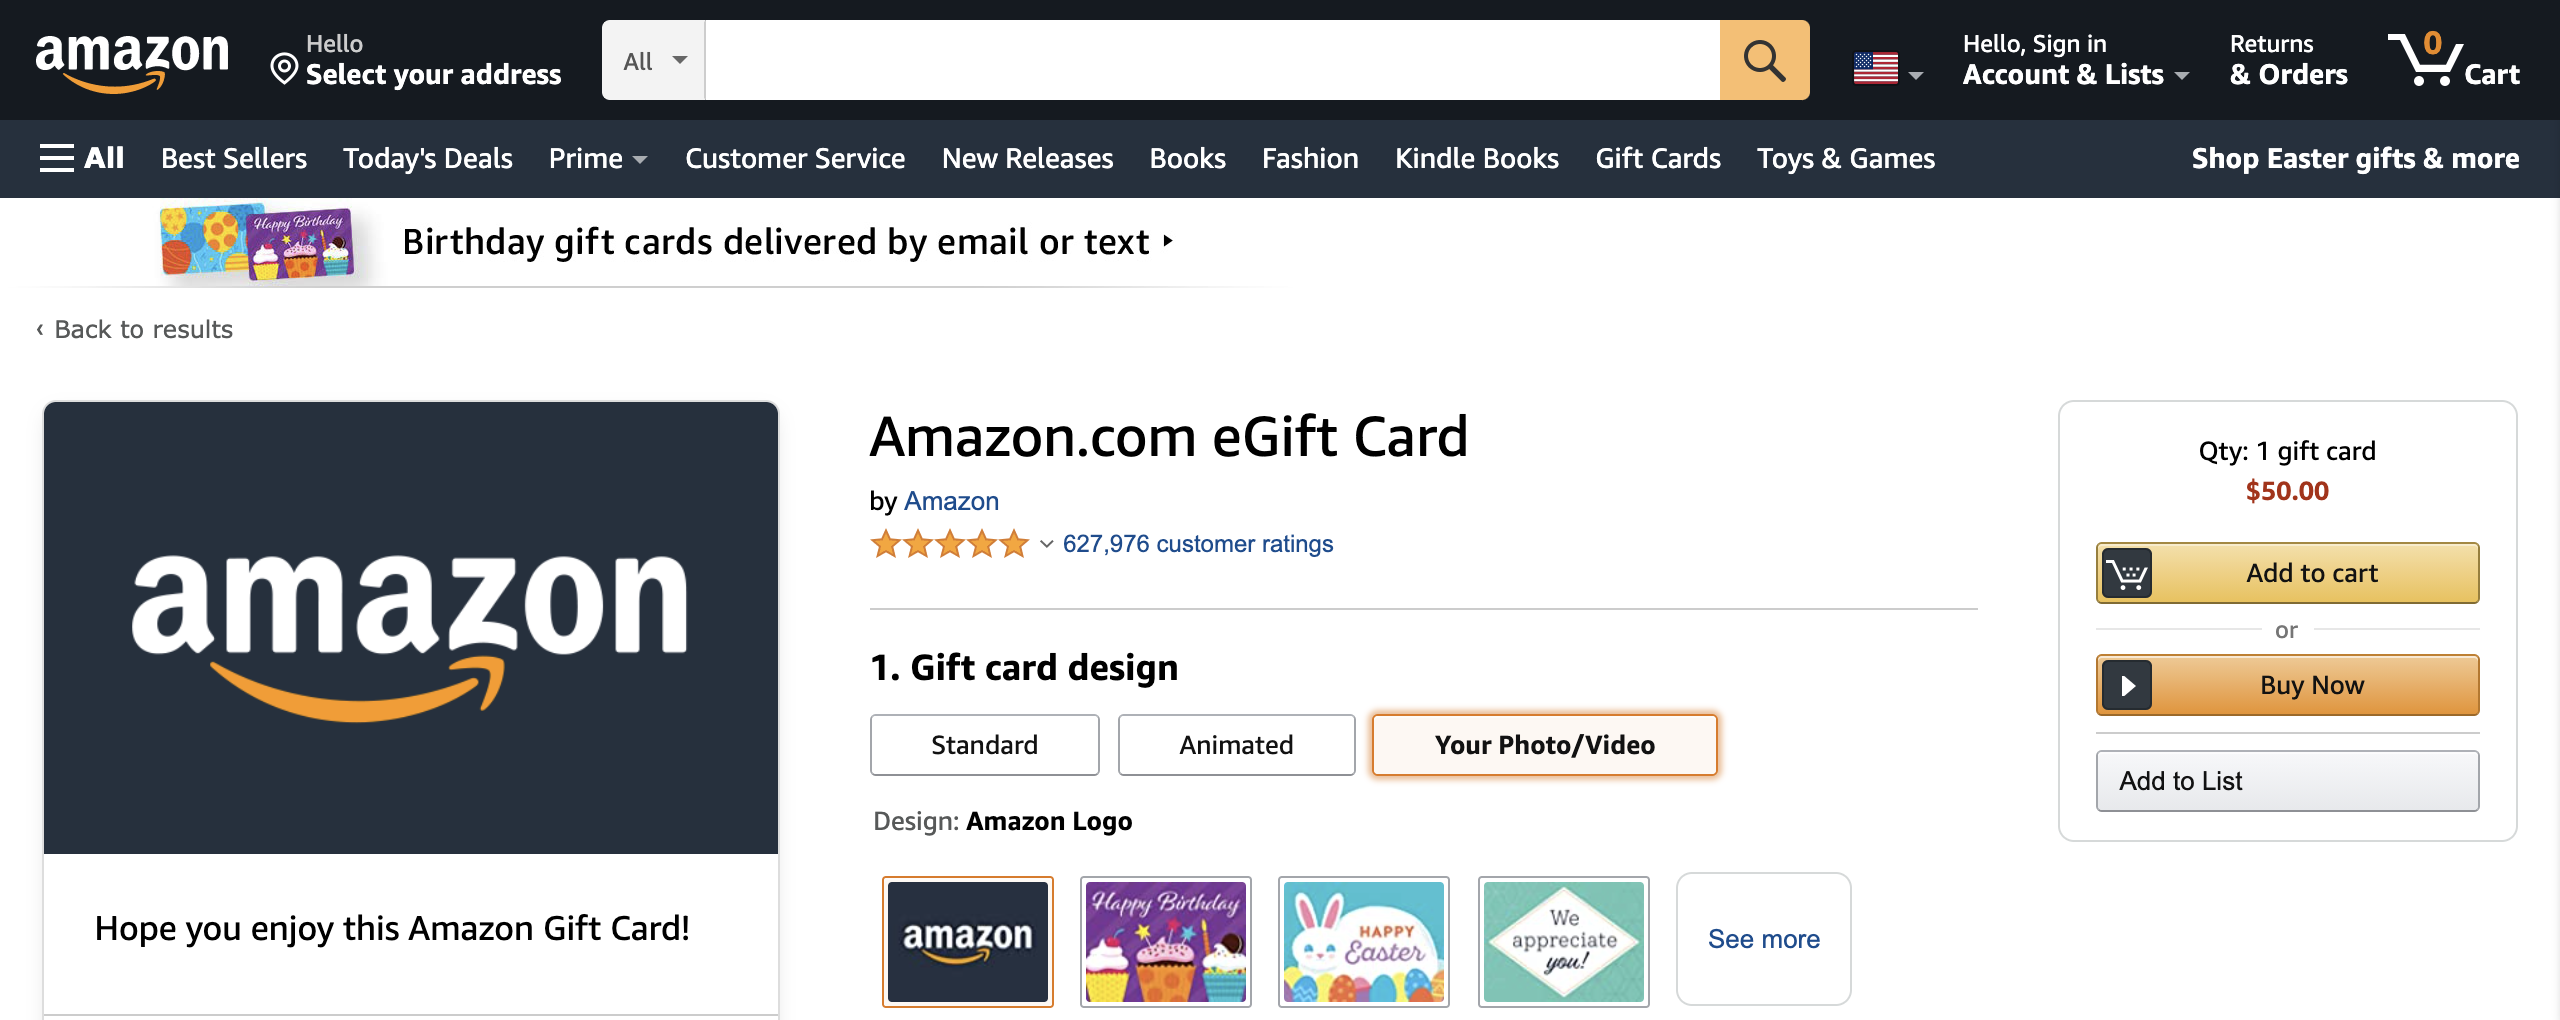 amazon
Hello
Select your address
All
Hello, Sign in
Account & Lists
Returns
& Orders
0
Cart
All
Best Sellers
Today's Deals
Prime
Customer Service
New Releases
Books
Fashion
Kindle Books
Gift Cards
Toys & Games
Shop Easter gifts & more
Happy Birthday
Birthday gift cards delivered by email or text
‹ Back to results
amazon
Hope you enjoy this Amazon Gift Card!
Amazon.com eGift Card
by Amazon
627,976 customer ratings
1. Gift card design
Standard
Animated
Your Photo/Video
Design: Amazon Logo
amazon
Happy Birthday
HAPPY
Easter
We
appreciate
you!
See more
Qty: 1 gift card
$50.00
Add to cart
or
Buy Now
Add to List